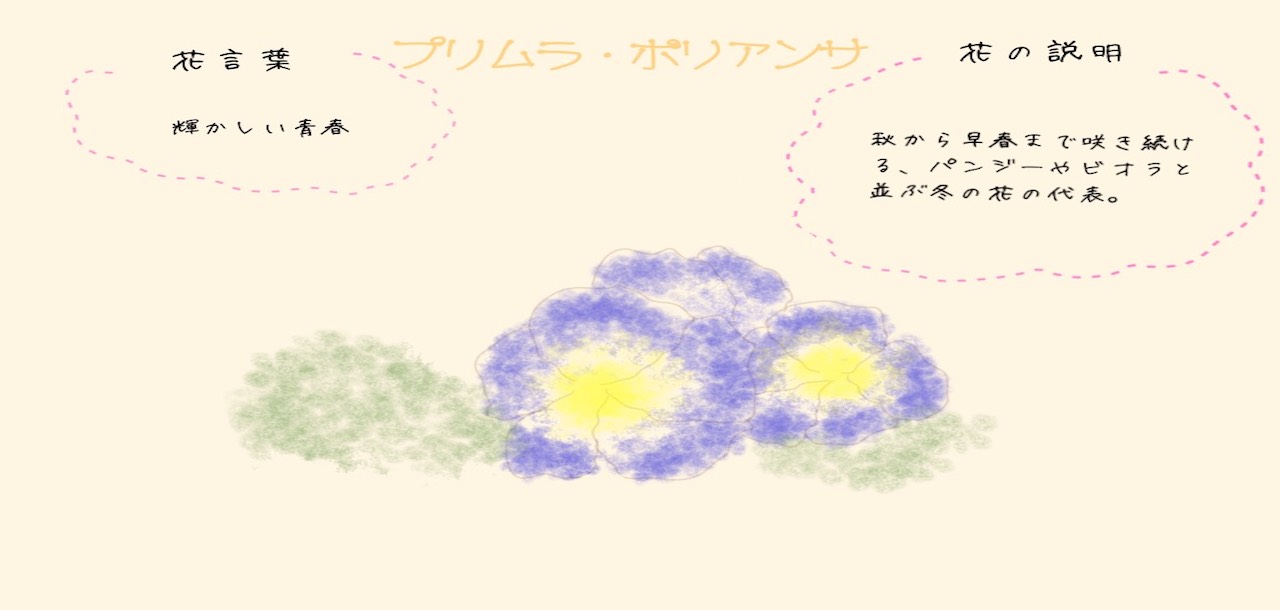 プリムラ・ポリアンサ
花言葉
輝かしい青春
花の説明
秋から早春まで咲き続け
る、パンジーやビオラと
並ぶ冬の花の代表。